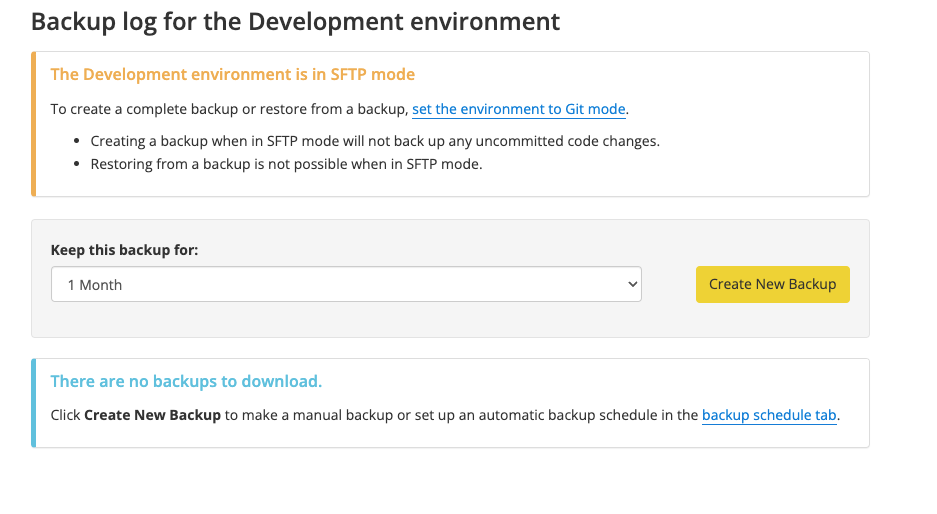 Backup log for the Development environment
The Development environment is in SFTP mode
To create a complete backup or restore from a backup, set the environment to Git mode.
• Creating a backup when in SFTP mode will not back up any uncommitted code changes.
• Restoring from a backup is not possible when in SFTP mode.
Keep this backup for:
1 Month
Create New Backup
There are no backups to download.
Click Create New Backup to make a manual backup or set up an automatic backup schedule in the backup schedule tab.